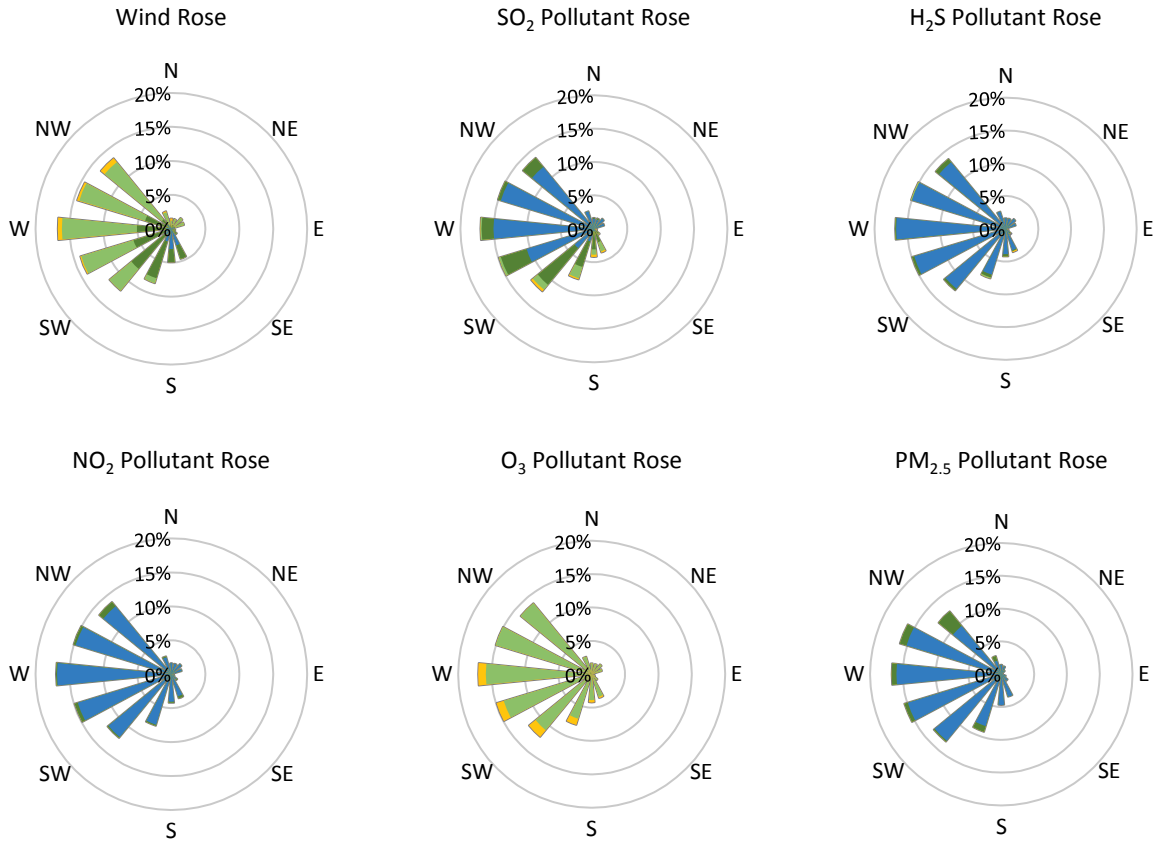 Wind Rose
N
20%
NW
NE
15%
10%
5%
W
0%
E
SW
SE
S
SO₂ Pollutant Rose
N
20%
NW
NE
15%
10%
5%
W
0%
E
SW
SE
S
H₂S Pollutant Rose
N
20%
NW
NE
15%
10%
5%
W
0%
E
SW
SE
S
NO₂ Pollutant Rose
N
20%
NW
NE
15%
10%
5%
W
0%
E
SW
SE
S
O₃ Pollutant Rose
N
20%
NW
NE
15%
10%
5%
W
0%
E
SW
SE
S
PM₂.₅ Pollutant Rose
N
20%
NW
NE
15%
10%
5%
W
0%
E
SW
SE
S